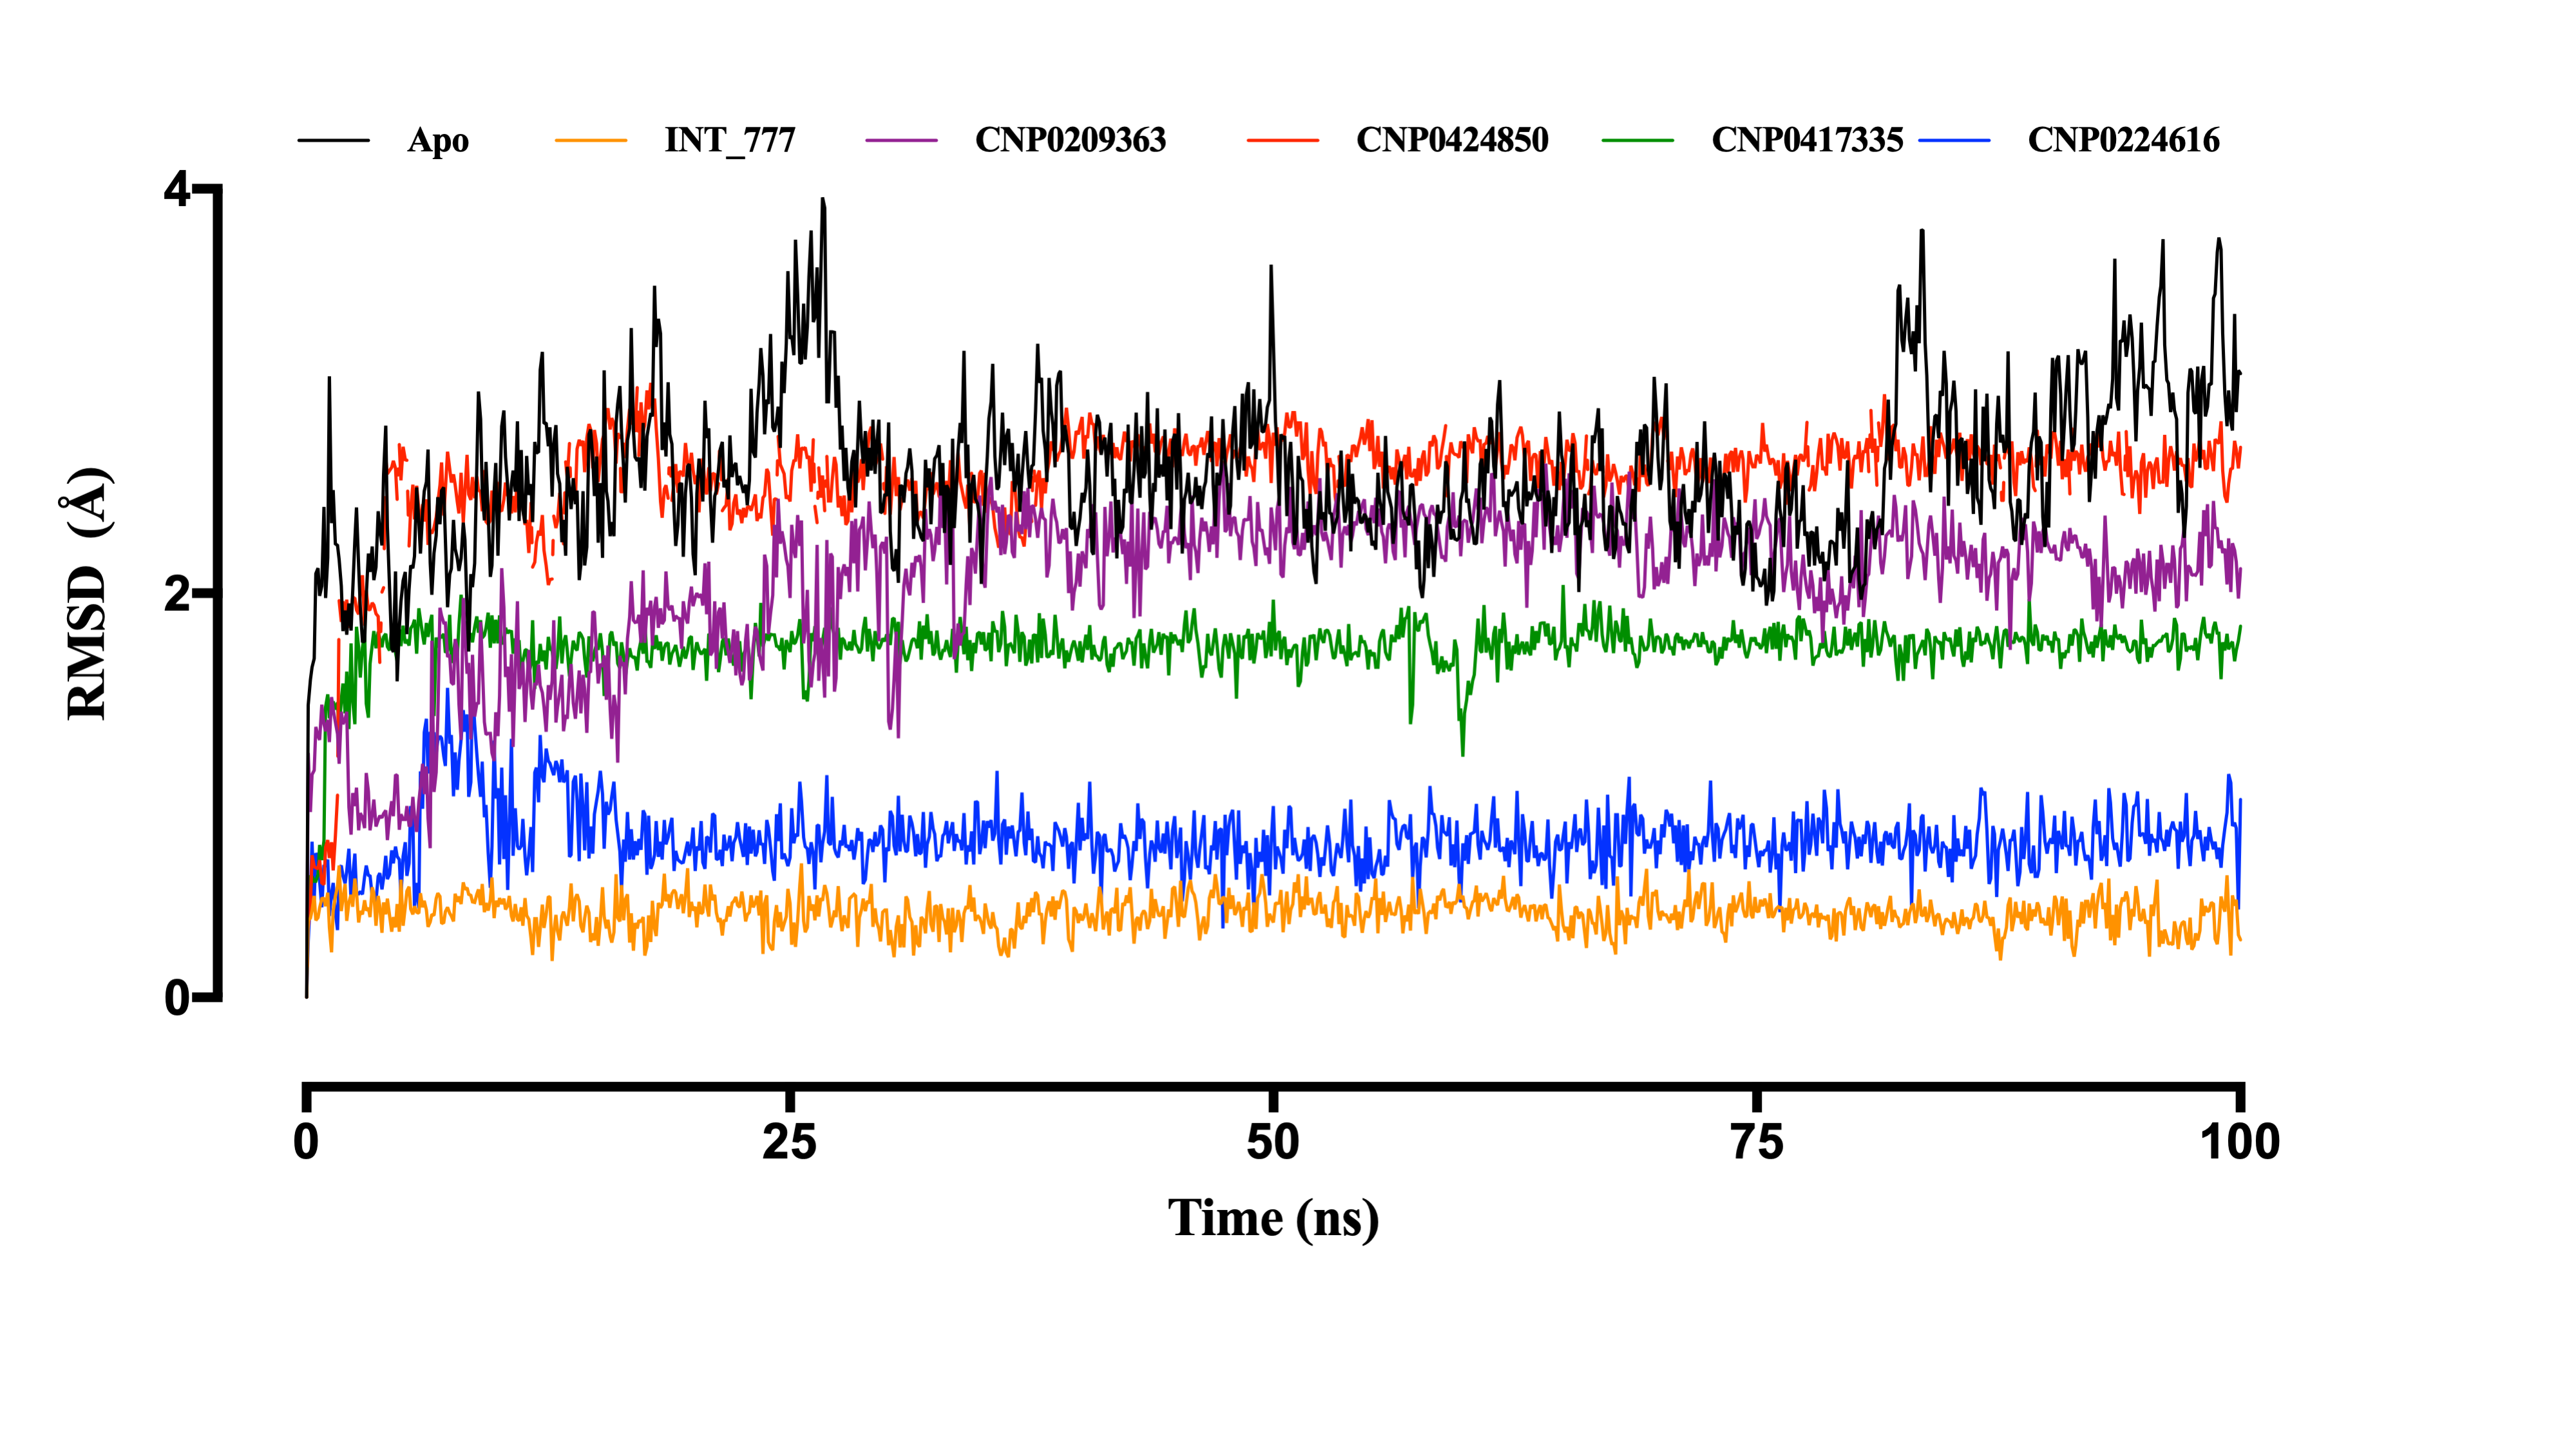 Apo INT_777 CNP0209363 CNP0424850 CNP0417335 CNP0224616
4
2
0
RMSD (Å)
0 25 50 75 100
Time (ns)